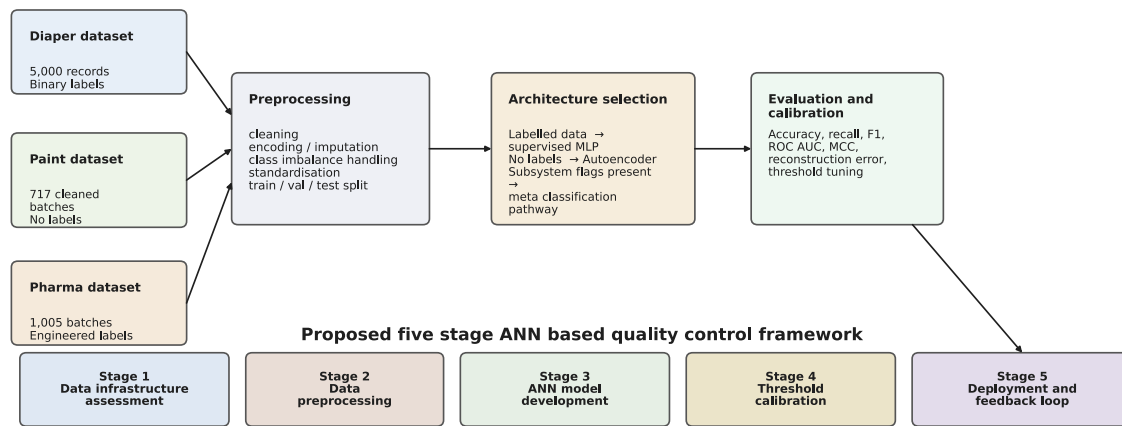 Diaper dataset
5,000 records
Binary labels
Paint dataset
717 cleaned
batches
No labels
Pharma dataset
1,005 batches
Engineered labels
Preprocessing
cleaning
encoding / imputation
class imbalance handling
standardisation
train / val / test split
Architecture selection
Labelled data →
supervised MLP
No labels → Autoencoder
Subsystem flags present
→
meta classification
pathway
Evaluation and
calibration
Accuracy, recall, F1,
ROC AUC, MCC,
reconstruction error,
threshold tuning
Proposed five stage ANN based quality control framework
Stage 1
Data infrastructure
assessment
Stage 2
Data
preprocessing
Stage 3
ANN model
development
Stage 4
Threshold
calibration
Stage 5
Deployment and
feedback loop